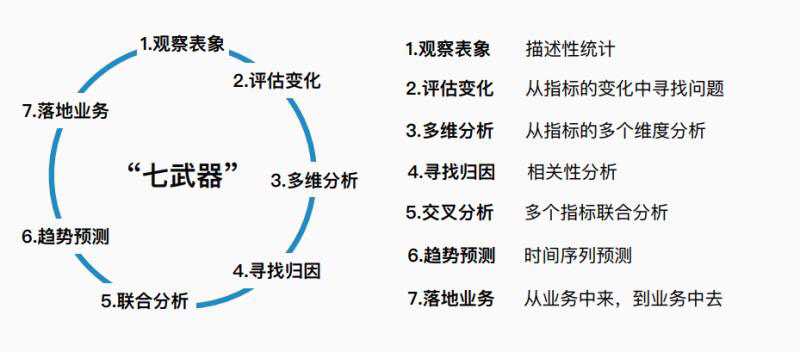 1.观察表象
2.评估变化
3.多维分析
4.寻找归因
5.联合分析
6.趋势预测
7.落地业务
“七武器”
1.观察表象 描述性统计
2.评估变化 从指标的变化中寻找问题
3.多维分析 从指标的多个维度分析
4.寻找归因 相关性分析
5.交叉分析 多个指标联合分析
6.趋势预测 时间序列预测
7.落地业务 从业务中来，到业务中去